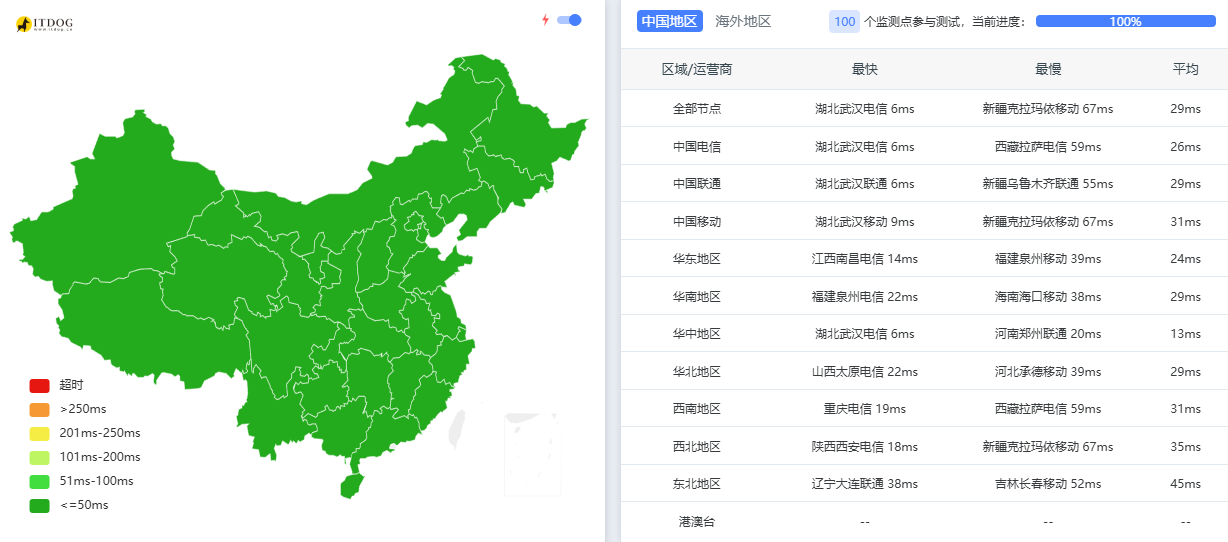 ITDOG
www.itdog.cn
超时
>250ms
201ms-250ms
101ms-200ms
51ms-100ms
<=50ms
中国地区 海外地区 100 个监测点参与测试，当前进度： 100%
区域/运营商 最快 最慢 平均
全部节点 湖北武汉电信 6ms 新疆克拉玛依移动 67ms 29ms
中国电信 湖北武汉电信 6ms 西藏拉萨电信 59ms 26ms
中国联通 湖北武汉联通 6ms 新疆乌鲁木齐联通 55ms 29ms
中国移动 湖北武汉移动 9ms 新疆克拉玛依移动 67ms 31ms
华东地区 江西南昌电信 14ms 福建泉州移动 39ms 24ms
华南地区 福建泉州电信 22ms 海南海口移动 38ms 29ms
华中地区 湖北武汉电信 6ms 河南郑州联通 20ms 13ms
华北地区 山西太原电信 22ms 河北承德移动 39ms 29ms
西南地区 重庆电信 19ms 西藏拉萨电信 59ms 31ms
西北地区 陕西西安电信 18ms 新疆克拉玛依移动 67ms 35ms
东北地区 辽宁大连联通 38ms 吉林长春移动 52ms 45ms
港澳台 -- -- --